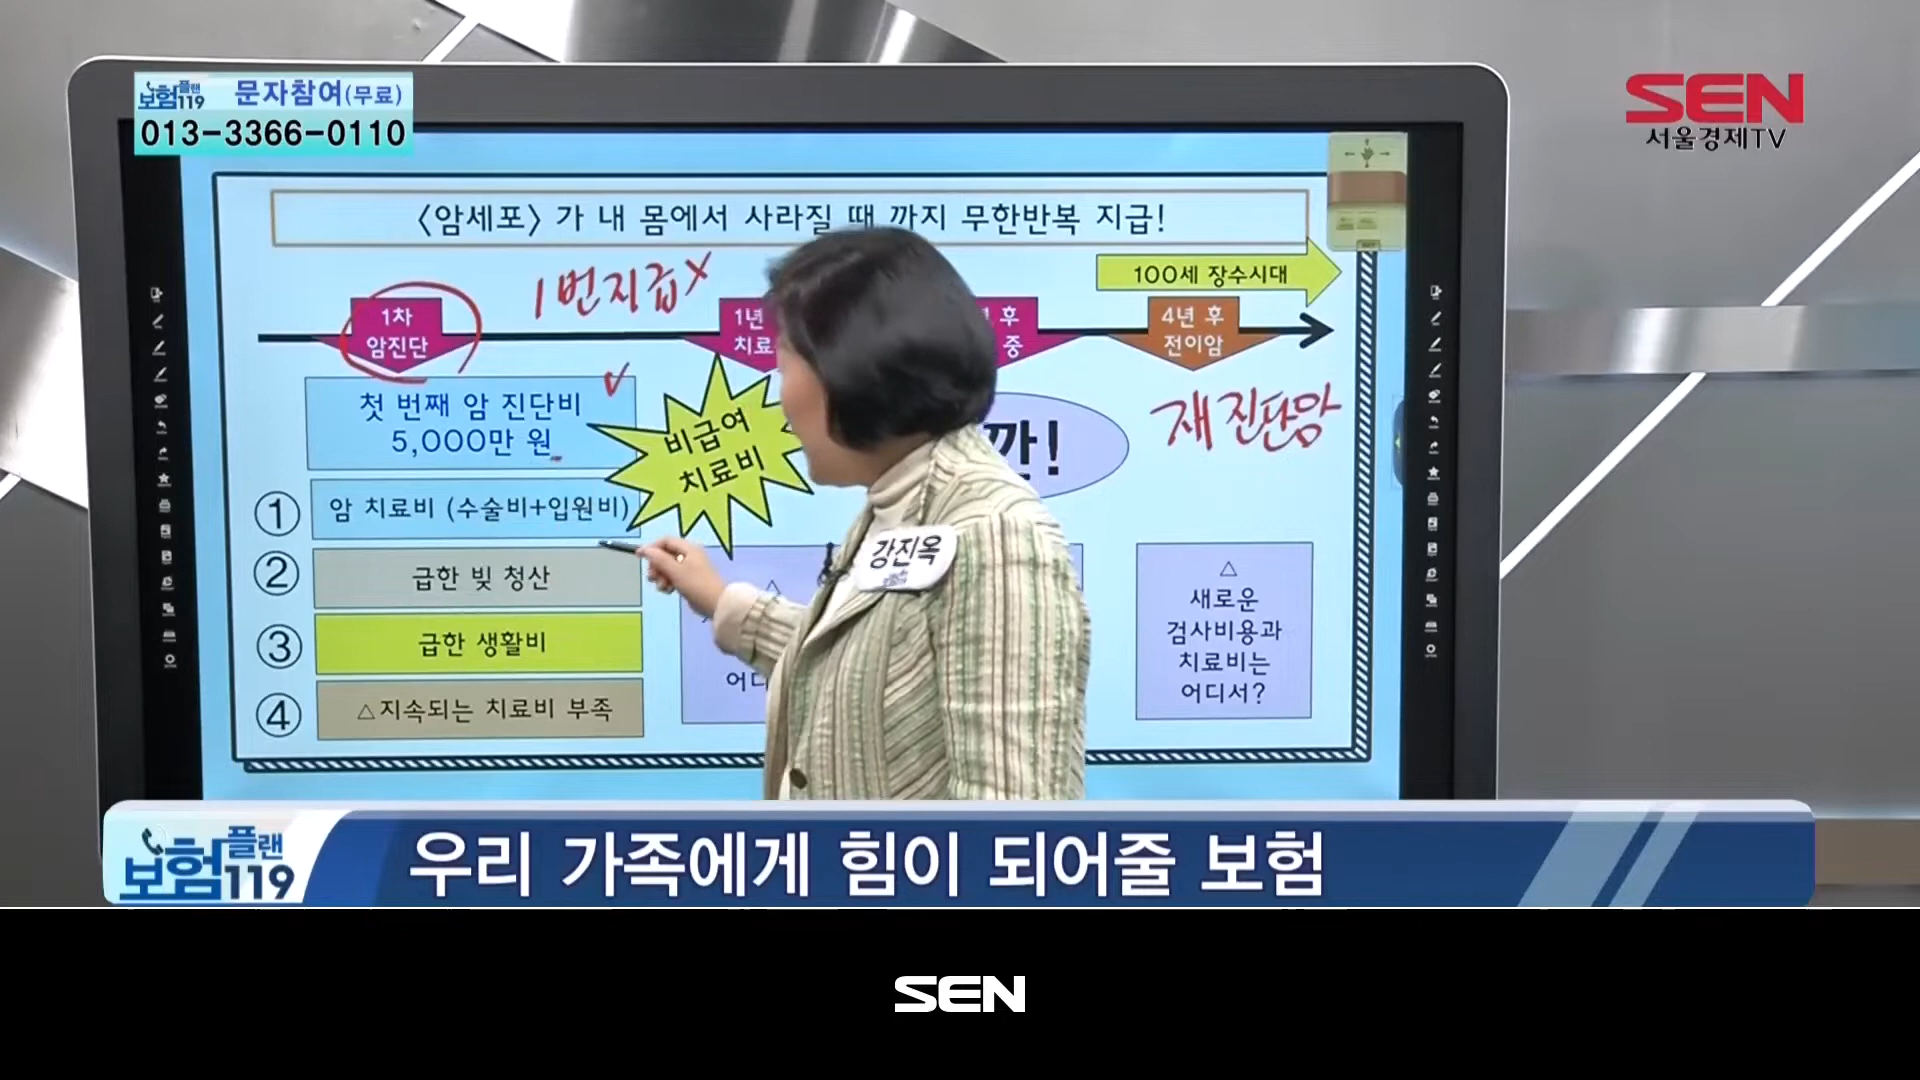 보험플랜119 문자참여(무료)
013-3366-0110
SEN
서울경제TV
〈암세포〉가 내 몸에서 사라질 때 까지 무한반복 지급!
100세 장수시대
1번지급X
1차
암진단
1년
치료
후
중
4년 후
전이암
첫 번째 암 진단비
5,000만 원
비급여
치료비
깐!
재진단암
① 암 치료비 (수술비+입원비)
② 급한 빚 청산
③ 급한 생활비
④ △지속되는 치료비 부족
△
어디
△
새로운
검사비용과
치료비는
어디서?
강진옥
보험플랜119
우리 가족에게 힘이 되어줄 보험
SEN